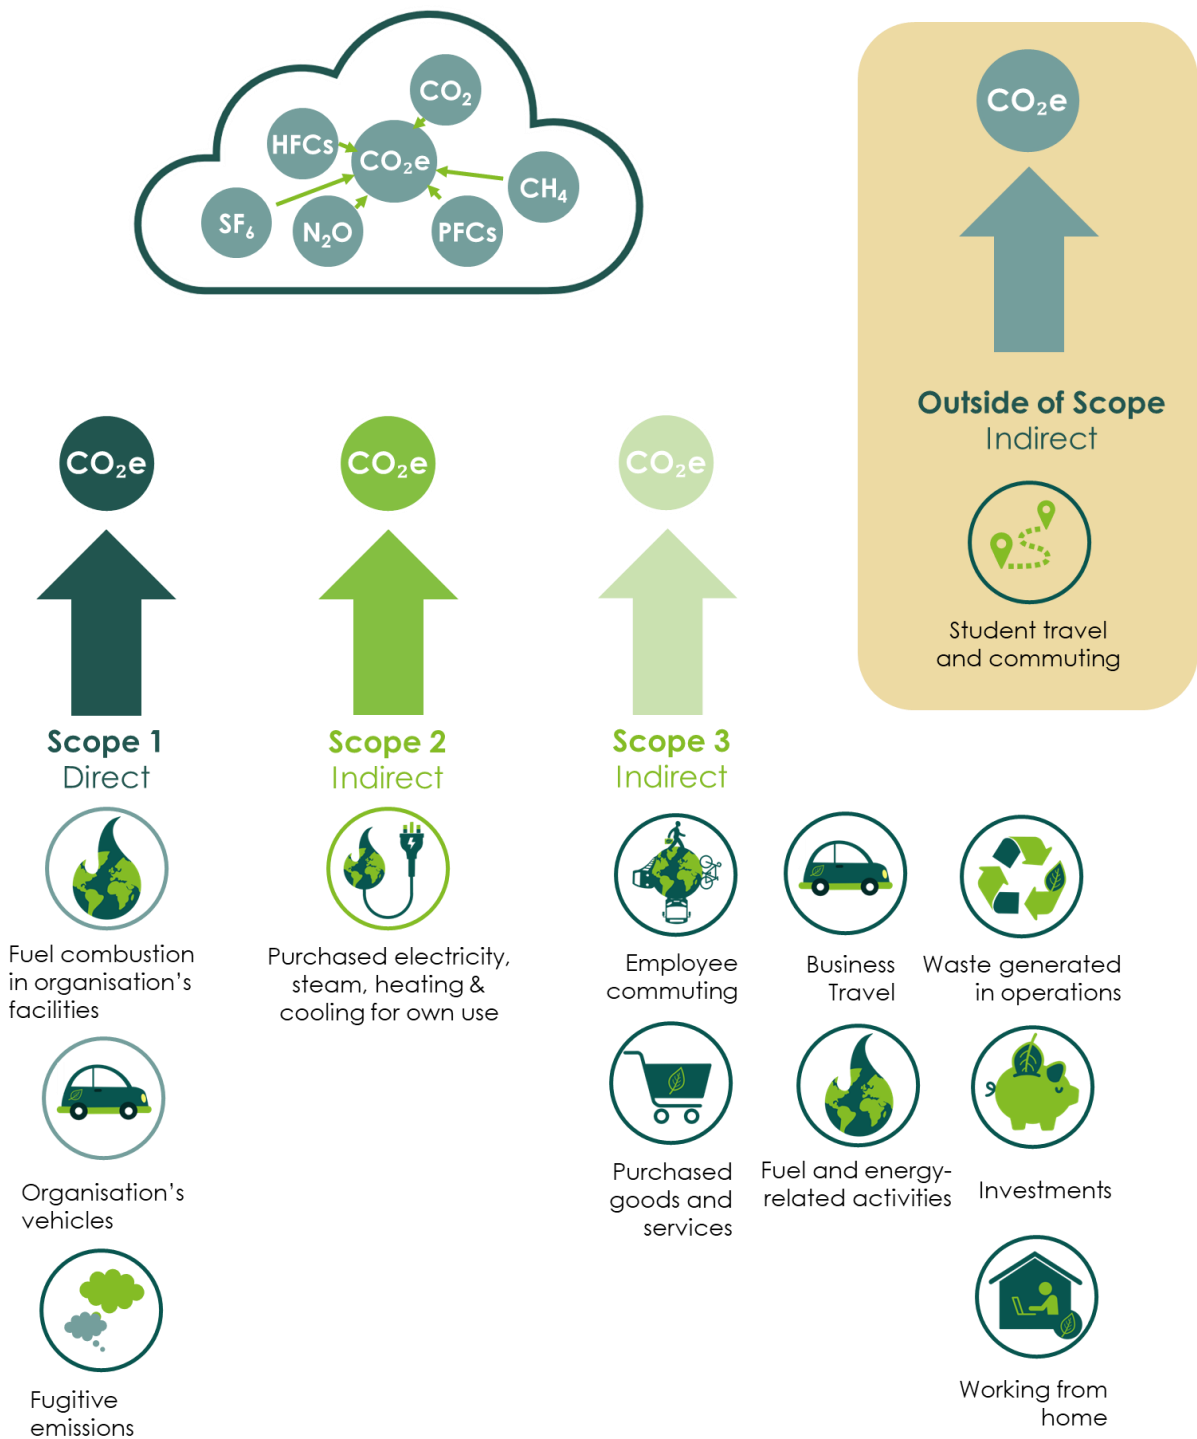 CO₂
HFCs
CO₂e
CH₄
SF₆
N₂O
PFCs
CO₂e
Outside of Scope
Indirect
Student travel
and commuting
CO₂e
Scope 1
Direct
Fuel combustion
in organisation's
facilities
Organisation's
vehicles
Fugitive
emissions
CO₂e
Scope 2
Indirect
Purchased electricity,
steam, heating &
cooling for own use
CO₂e
Scope 3
Indirect
Employee
commuting
Business
Travel
Waste generated
in operations
Purchased
goods and
services
Fuel and energy-
related activities
Investments
Working from
home